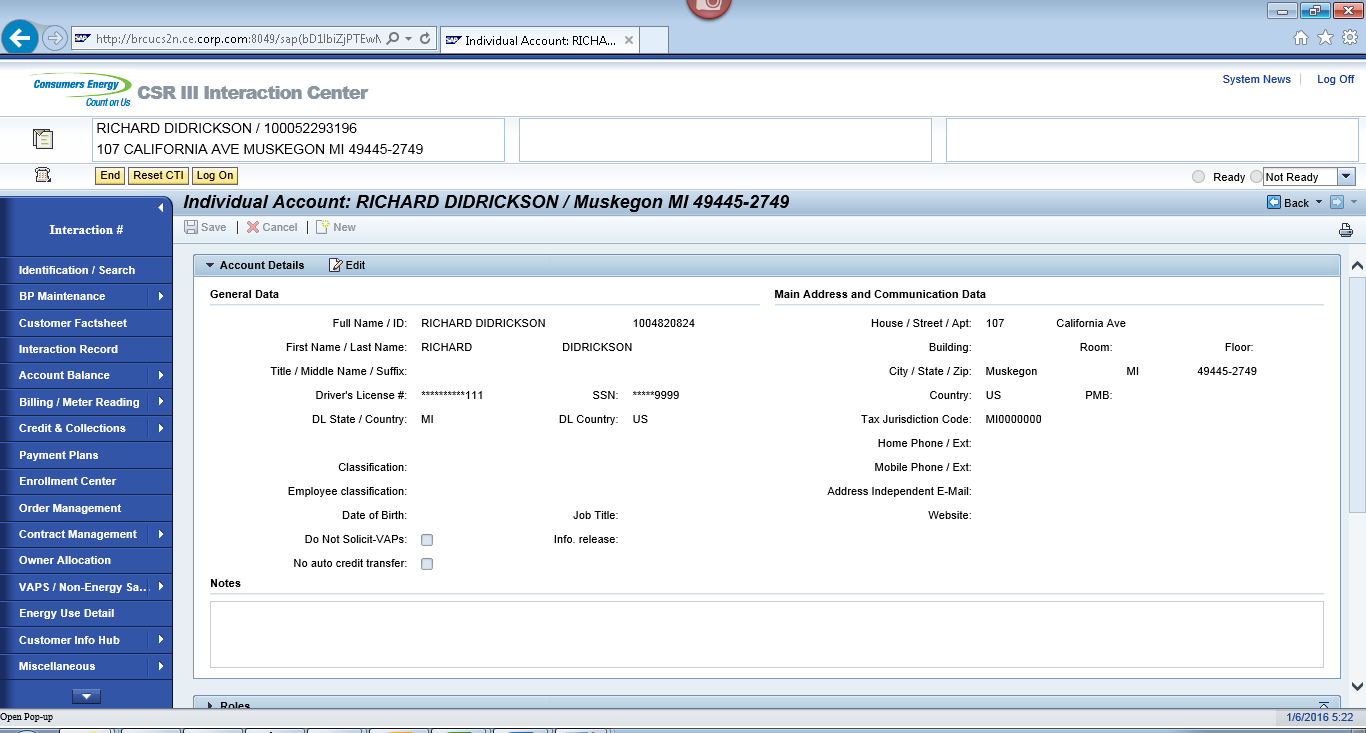 http://brcucs2n.ce.corp.com:8049/sap(bD1lbiZjPTEwN
Individual Account: RICHA...
Consumers Energy
Count on Us
CSR III Interaction Center
System News
Log Off
RICHARD DIDRICKSON / 100052293196
107 CALIFORNIA AVE MUSKEGON MI 49445-2749
End Reset CTI Log On
Ready Not Ready
Individual Account: RICHARD DIDRICKSON / Muskegon MI 49445-2749
Back
Save Cancel New
Interaction #
Identification / Search
BP Maintenance
Customer Factsheet
Interaction Record
Account Balance
Billing / Meter Reading
Credit & Collections
Payment Plans
Enrollment Center
Order Management
Contract Management
Owner Allocation
VAPS / Non-Energy Sa...
Energy Use Detail
Customer Info Hub
Miscellaneous
Account Details Edit
General Data
Full Name / ID: RICHARD DIDRICKSON 1004820824
First Name / Last Name: RICHARD DIDRICKSON
Title / Middle Name / Suffix:
Driver's License #: **********111 SSN: *****9999
DL State / Country: MI DL Country: US
Classification:
Employee classification:
Date of Birth: Job Title:
Do Not Solicit-VAPs: Info. release:
No auto credit transfer:
Main Address and Communication Data
House / Street / Apt: 107 California Ave
Building: Room: Floor:
City / State / Zip: Muskegon MI 49445-2749
Country: US PMB:
Tax Jurisdiction Code: MI0000000
Home Phone / Ext:
Mobile Phone / Ext:
Address Independent E-Mail:
Website:
Notes
Roles
Open Pop-up
1/6/2016 5:22